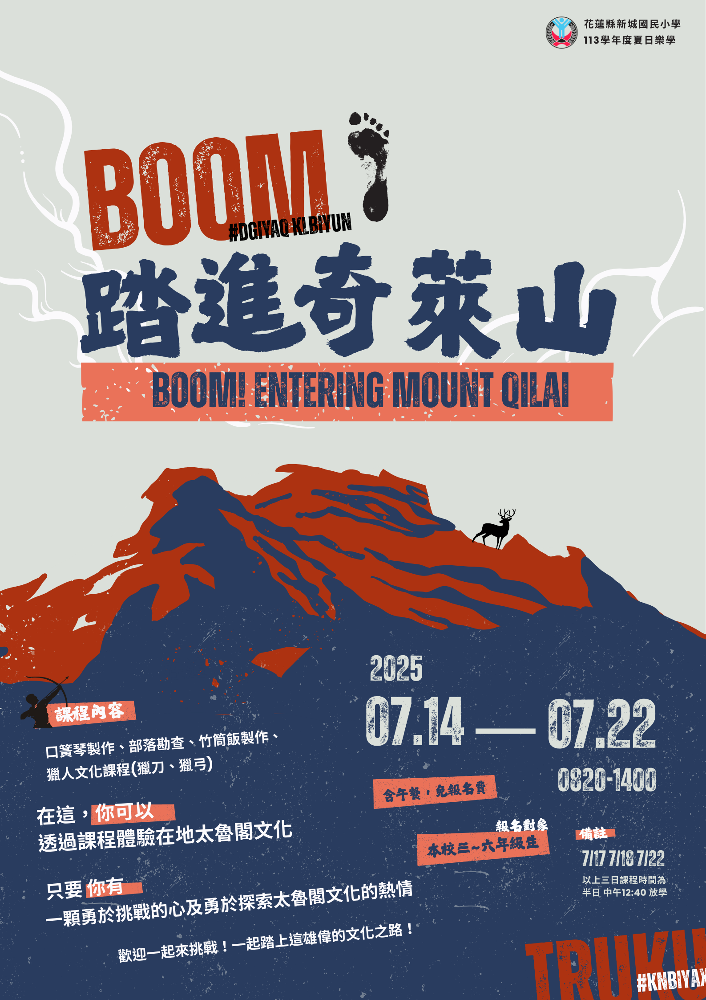 花蓮縣新城國民小學
113學年度夏日樂學
BOOM
#DGIYAQ KLBIYUN
踏進奇萊山
BOOM! ENTERING MOUNT QILAI
2025
07.14 — 07.22
0820-1400
課程內容
口簧琴製作、部落勘查、竹筒飯製作、
獵人文化課程(獵刀、獵弓)
含午餐，免報名費
報名對象
本校三~六年級生
備註
7/17 7/18 7/22
以上三日課程時間為
半日 中午12:40 放學
在這，你可以
透過課程體驗在地太魯閣文化
只要 你有
一顆勇於挑戰的心及勇於探索太魯閣文化的熱情
歡迎一起來挑戰！一起踏上這雄偉的文化之路！
TRUKU
#KNBIYAX